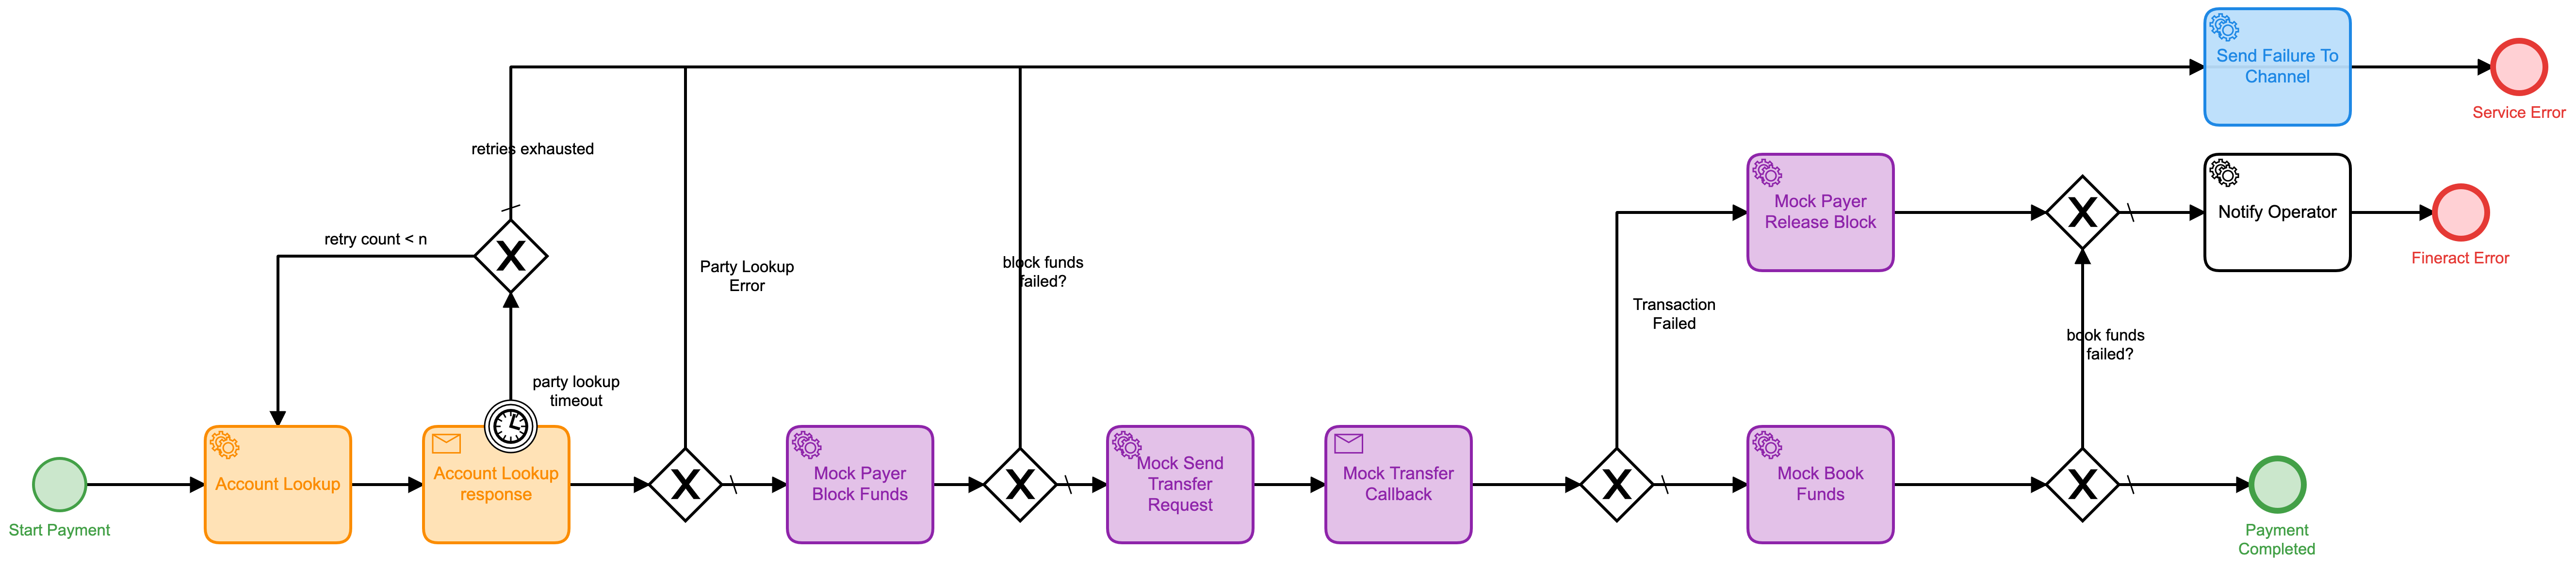 Send Failure To
Channel
Service Error
retries exhausted
Mock Payer
Release Block
Notify Operator
retry count < n
Fineract Error
Party Lookup
Error
block funds
failed?
Transaction
Failed
book funds
failed?
party lookup
timeout
Start Payment
Account Lookup
Account Lookup
response
Mock Payer
Block Funds
Mock Send
Transfer
Request
Mock Transfer
Callback
Mock Book
Funds
Payment
Completed